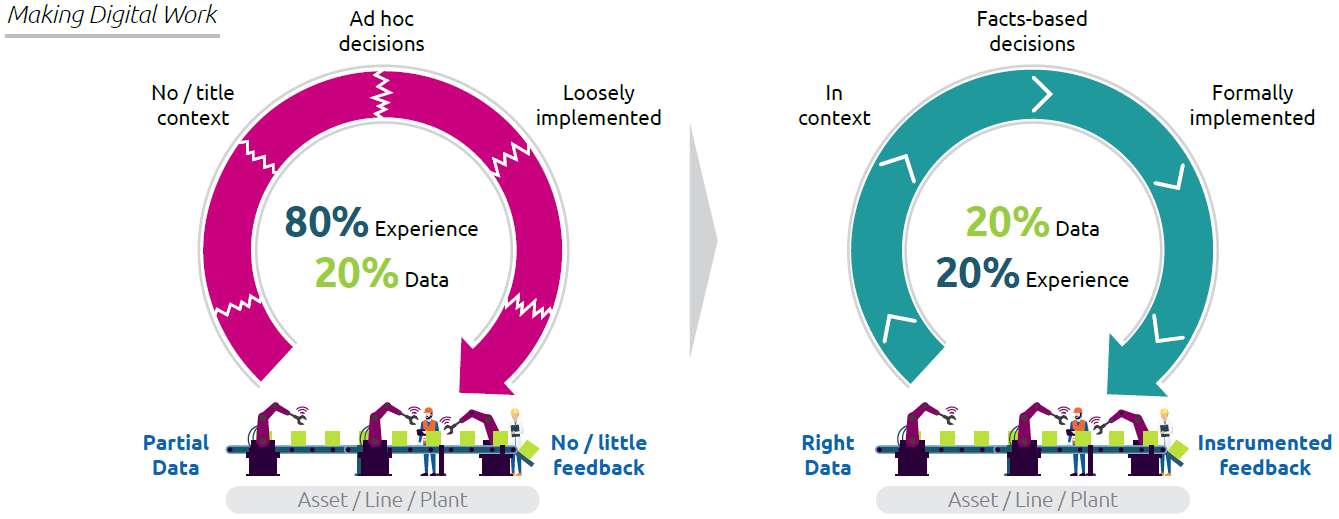 Making Digital Work
Ad hoc
decisions
No / title
context
Loosely
implemented
80% Experience
20% Data
Partial
Data
No / little
feedback
Asset / Line / Plant
Facts-based
decisions
In
context
Formally
implemented
20% Data
20% Experience
Right
Data
Instrumented
feedback
Asset / Line / Plant